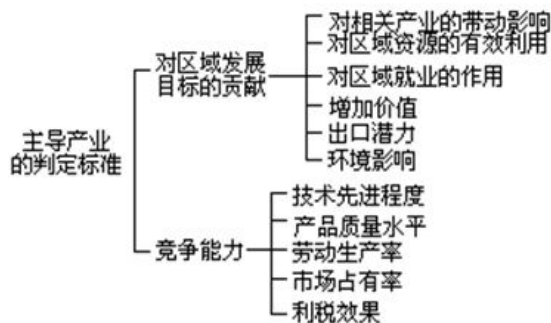 主导产业
的判定标准
对区域发展
目标的贡献
对相关产业的带动影响
对区域资源的有效利用
对区域就业的作用
增加价值
出口潜力
环境影响
竞争能力
技术先进程度
产品质量水平
劳动生产率
市场占有率
利税效果